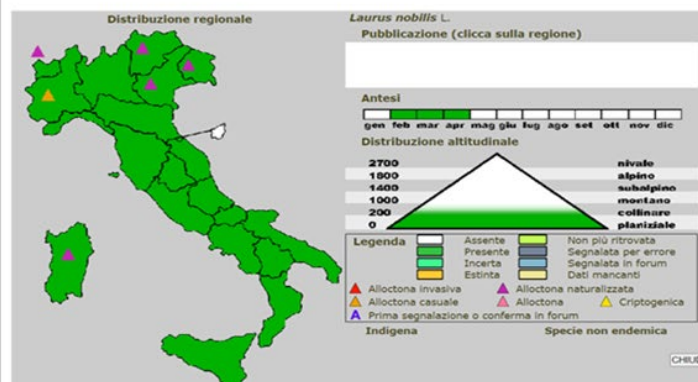 Distribuzione regionale
Laurus nobilis L.
Pubblicazione (clicca sulla regione)
Antesi
gen feb mar apr mag giu lug ago set ott nov dic
Distribuzione altitudinale
2700 nivale
1800 alpino
1400 subalpino
1000 montano
200 collinare
0 planiziale
Legenda
Assente Non più ritrovata
Presente Segnalata per errore
Incerta Segnalata in forum
Estinta Dati mancanti
Alloctona invasiva Alloctona naturalizzata
Alloctona casuale Alloctona Criptogenica
A Prima segnalazione o conferma in forum
Indigena Specie non endemica
CHIUD